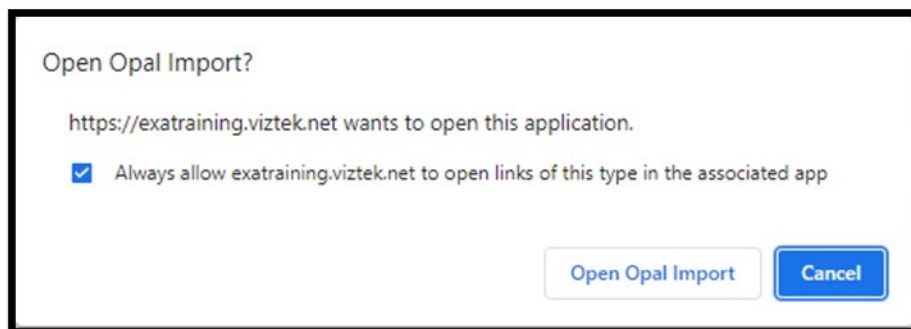 Open Opal Import?
https://exatraining.viztek.net wants to open this application.
Always allow exatraining.viztek.net to open links of this type in the associated app
Open Opal Import
Cancel